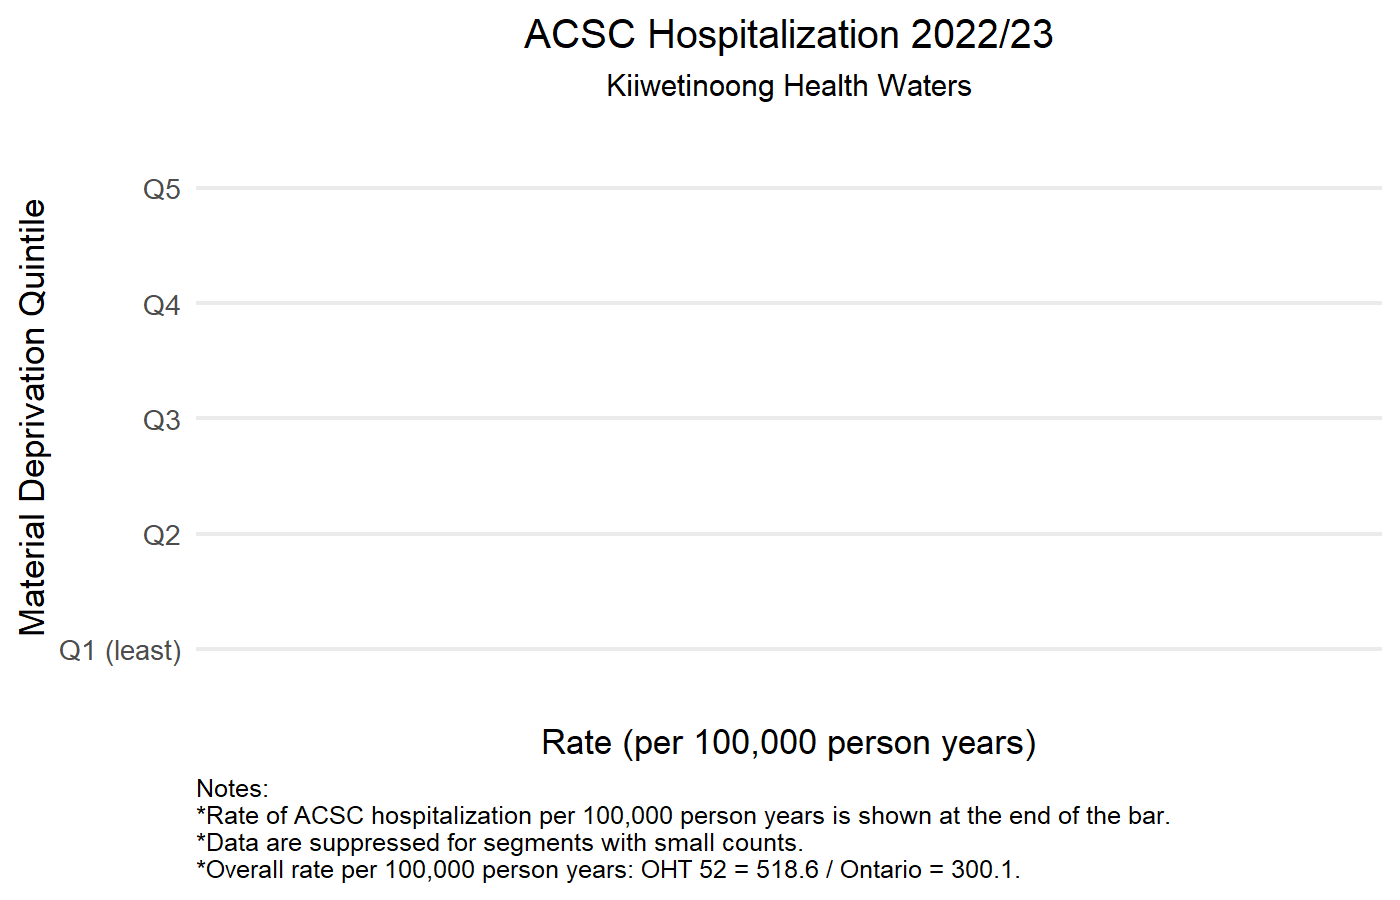 ACSC Hospitalization 2022/23
Kiiwetinoong Health Waters
Material Deprivation Quintile
Q5
Q4
Q3
Q2
Q1 (least)
Rate (per 100,000 person years)
Notes:
*Rate of ACSC hospitalization per 100,000 person years is shown at the end of the bar.
*Data are suppressed for segments with small counts.
*Overall rate per 100,000 person years: OHT 52 = 518.6 / Ontario = 300.1.